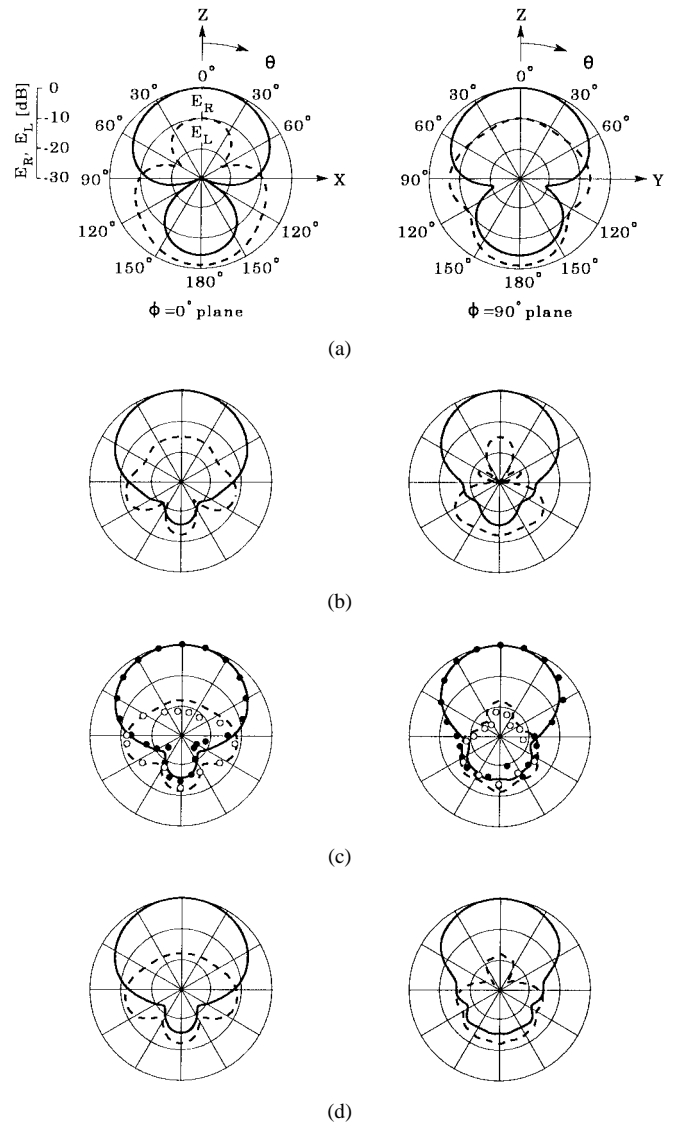 Z Z
θ θ
0° 0°
E_R, E_L [dB] 0 -10 -20 -30
30° 30° 30° 30°
60° 60° 60° 60°
E_R
E_L
90° X 90° Y
120° 120° 120° 120°
150° 150° 150° 150°
180° 180°
ϕ=0° plane ϕ=90° plane
(a)
(b)
(c)
(d)